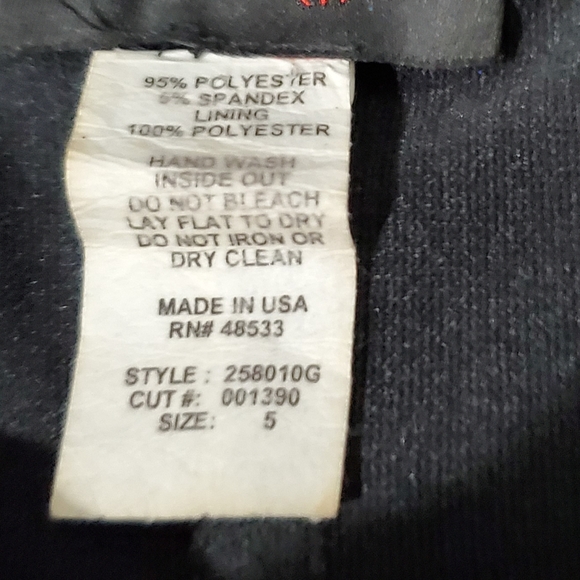 95% POLYESTER
5% SPANDEX
LINING
100% POLYESTER
HAND WASH
INSIDE OUT
DO NOT BLEACH
LAY FLAT TO DRY
DO NOT IRON OR
DRY CLEAN
MADE IN USA
RN# 48533
STYLE : 258010G
CUT #: 001390
SIZE: 5